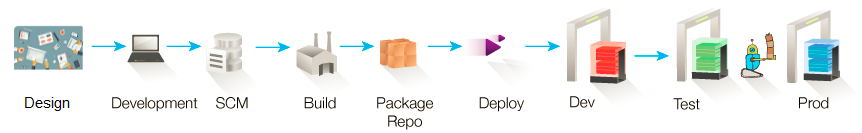 Design
Development
SCM
Build
Package
Repo
Deploy
Dev
Test
Prod